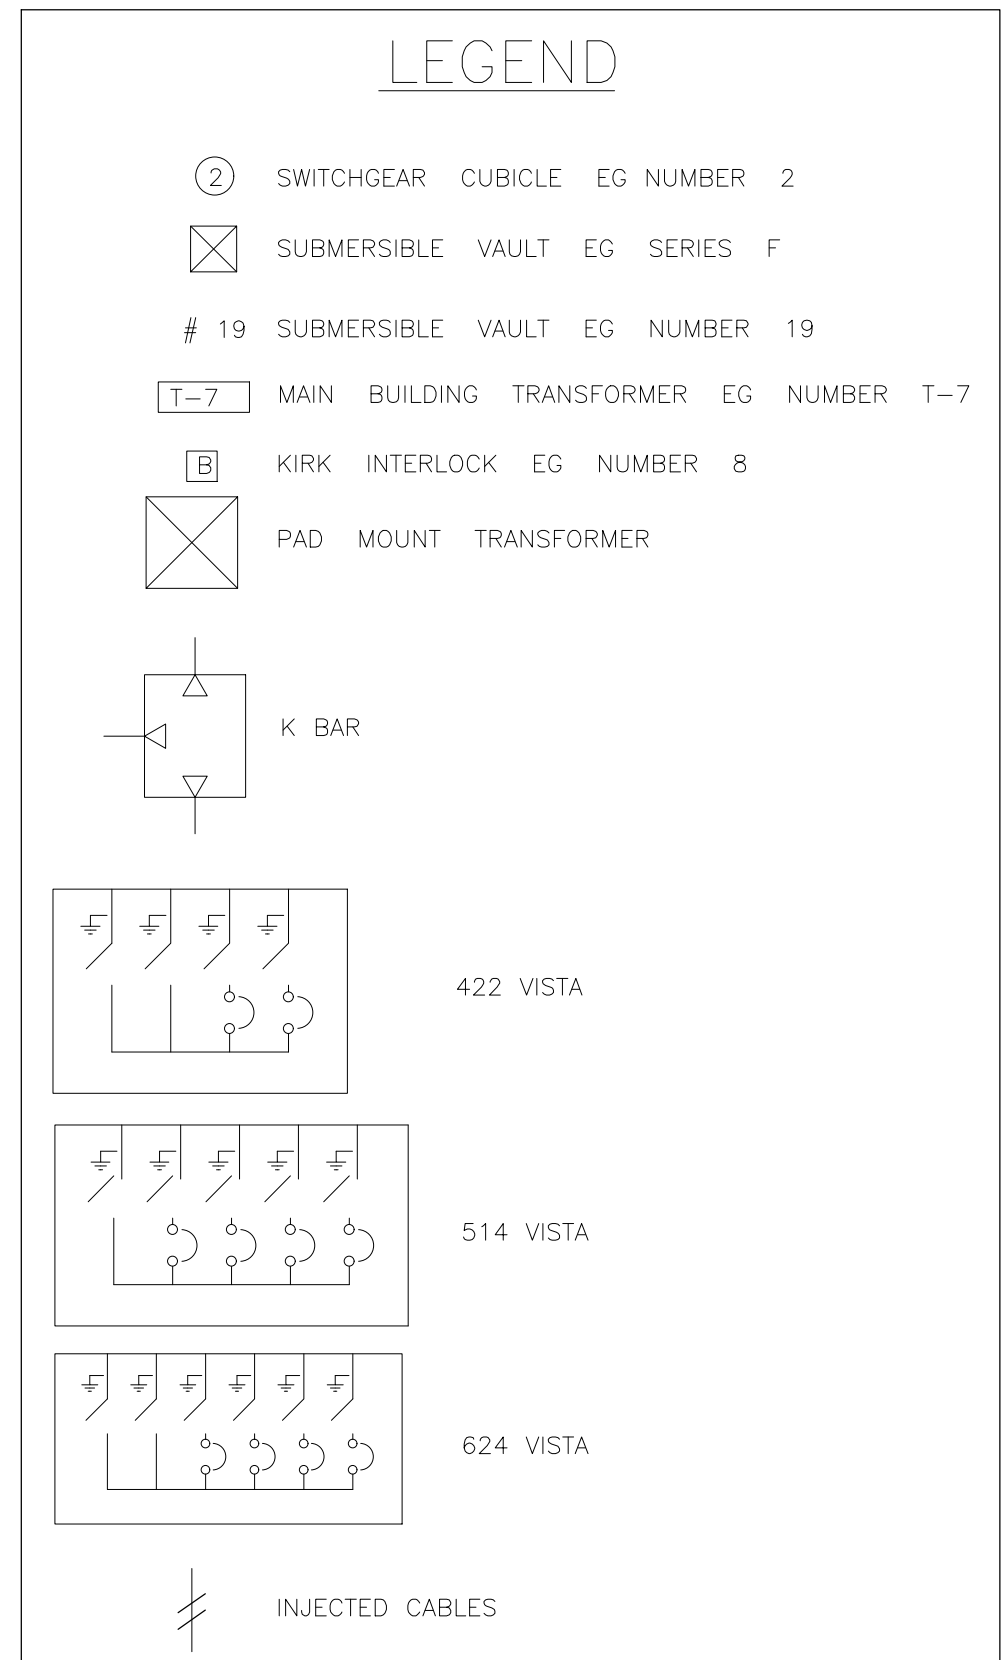 LEGEND
2 SWITCHGEAR CUBICLE EG NUMBER 2
SUBMERSIBLE VAULT EG SERIES F
# 19 SUBMERSIBLE VAULT EG NUMBER 19
T-7 MAIN BUILDING TRANSFORMER EG NUMBER T-7
B KIRK INTERLOCK EG NUMBER 8
PAD MOUNT TRANSFORMER
K BAR
422 VISTA
514 VISTA
624 VISTA
INJECTED CABLES